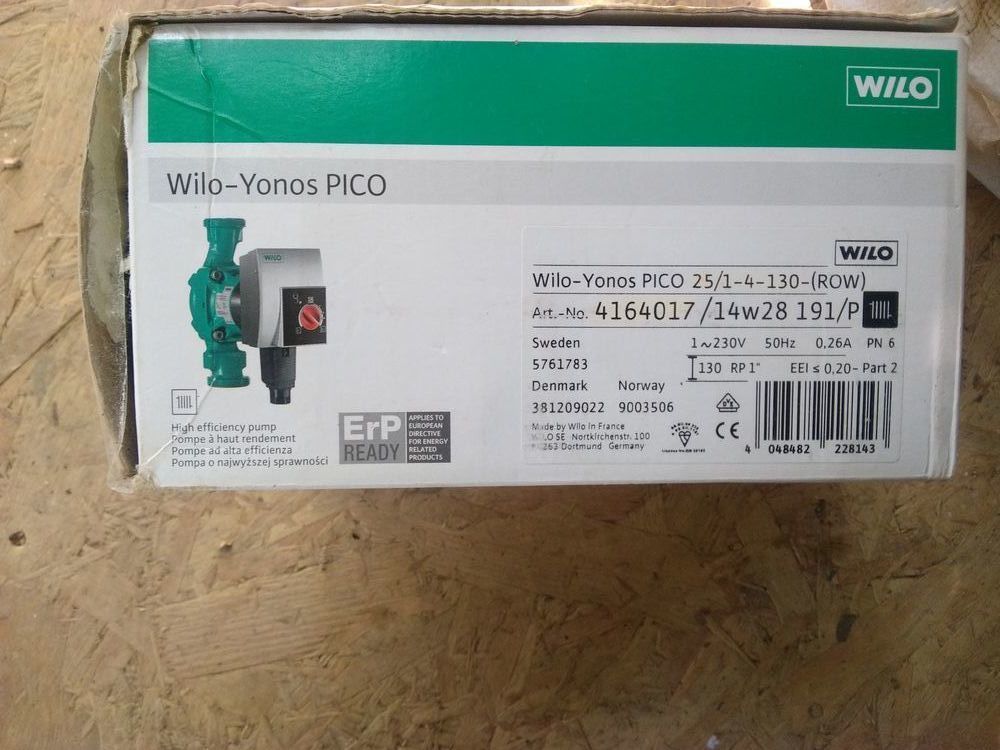 WILO
Wilo-Yonos PICO
WILO
WILO
Wilo-Yonos PICO 25/1-4-130-(ROW)
Art.-No. 4164017 /14w28 191/P
Sweden
1~230V 50Hz 0,26A PN 6
5761783
130 RP 1" EEI ≤ 0,20- Part 2
Denmark Norway
381209022 9003506
Made by Wilo in France
WILO SE Nortkirchenstr. 100
44263 Dortmund Germany
CE
4 048482 228143
ErP
READY
APPLIES TO
EUROPEAN
DIRECTIVE
FOR ENERGY
RELATED
PRODUCTS
High efficiency pump
Pompe à haut rendement
Pompe ad alta efficienza
Pompa o najwyższej sprawności